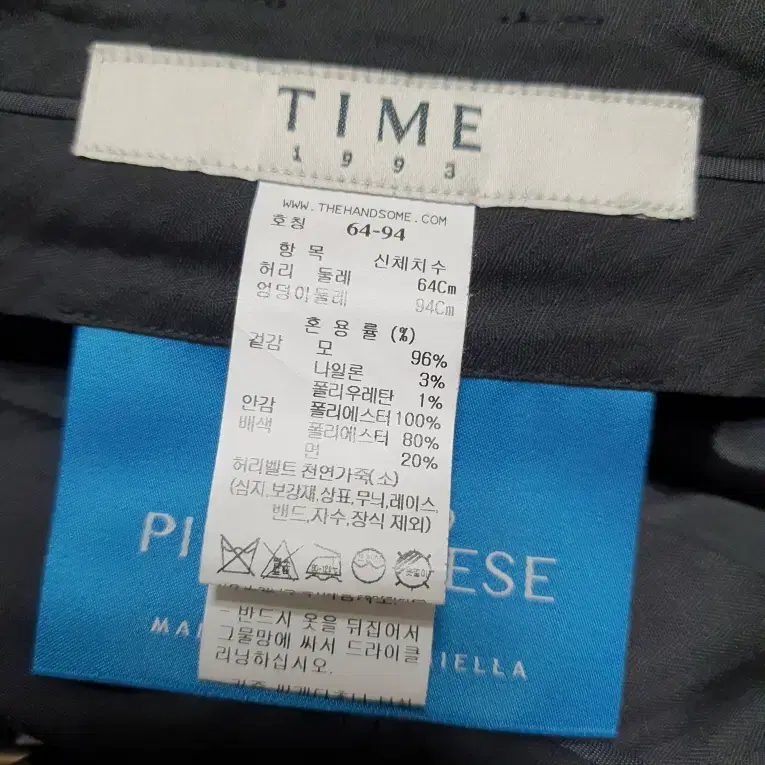 TIME
1993
WWW.THEHANDSOME.COM
호칭 64-94
항 목 신체치수
허리 둘레 64Cm
엉덩이둘레 94Cm
혼 용 률 (%)
겉감 모 96%
나일론 3%
폴리우레탄 1%
안감 폴리에스터 100%
배색 폴리에스터 80%
면 20%
허리벨트 천연가죽(소)
(심지,보강재,상표,무늬,레이스,
밴드,자수,장식 제외)
반드시 옷을 뒤집어서
그물망에 써서 드라이클
리닝하십시오.
PI ESE
MA IELLA